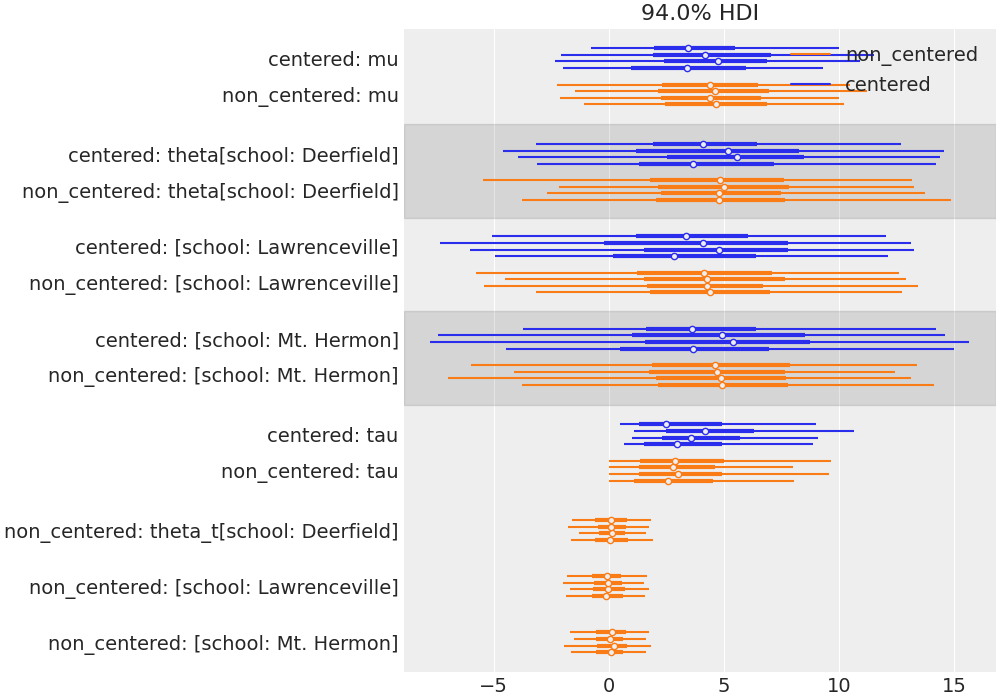 94.0% HDI
centered: mu
non_centered
non_centered: mu
centered
centered: theta[school: Deerfield]
non_centered: theta[school: Deerfield]
centered: [school: Lawrenceville]
non_centered: [school: Lawrenceville]
centered: [school: Mt. Hermon]
non_centered: [school: Mt. Hermon]
centered: tau
non_centered: tau
non_centered: theta_t[school: Deerfield]
non_centered: [school: Lawrenceville]
non_centered: [school: Mt. Hermon]
−5 0 5 10 15